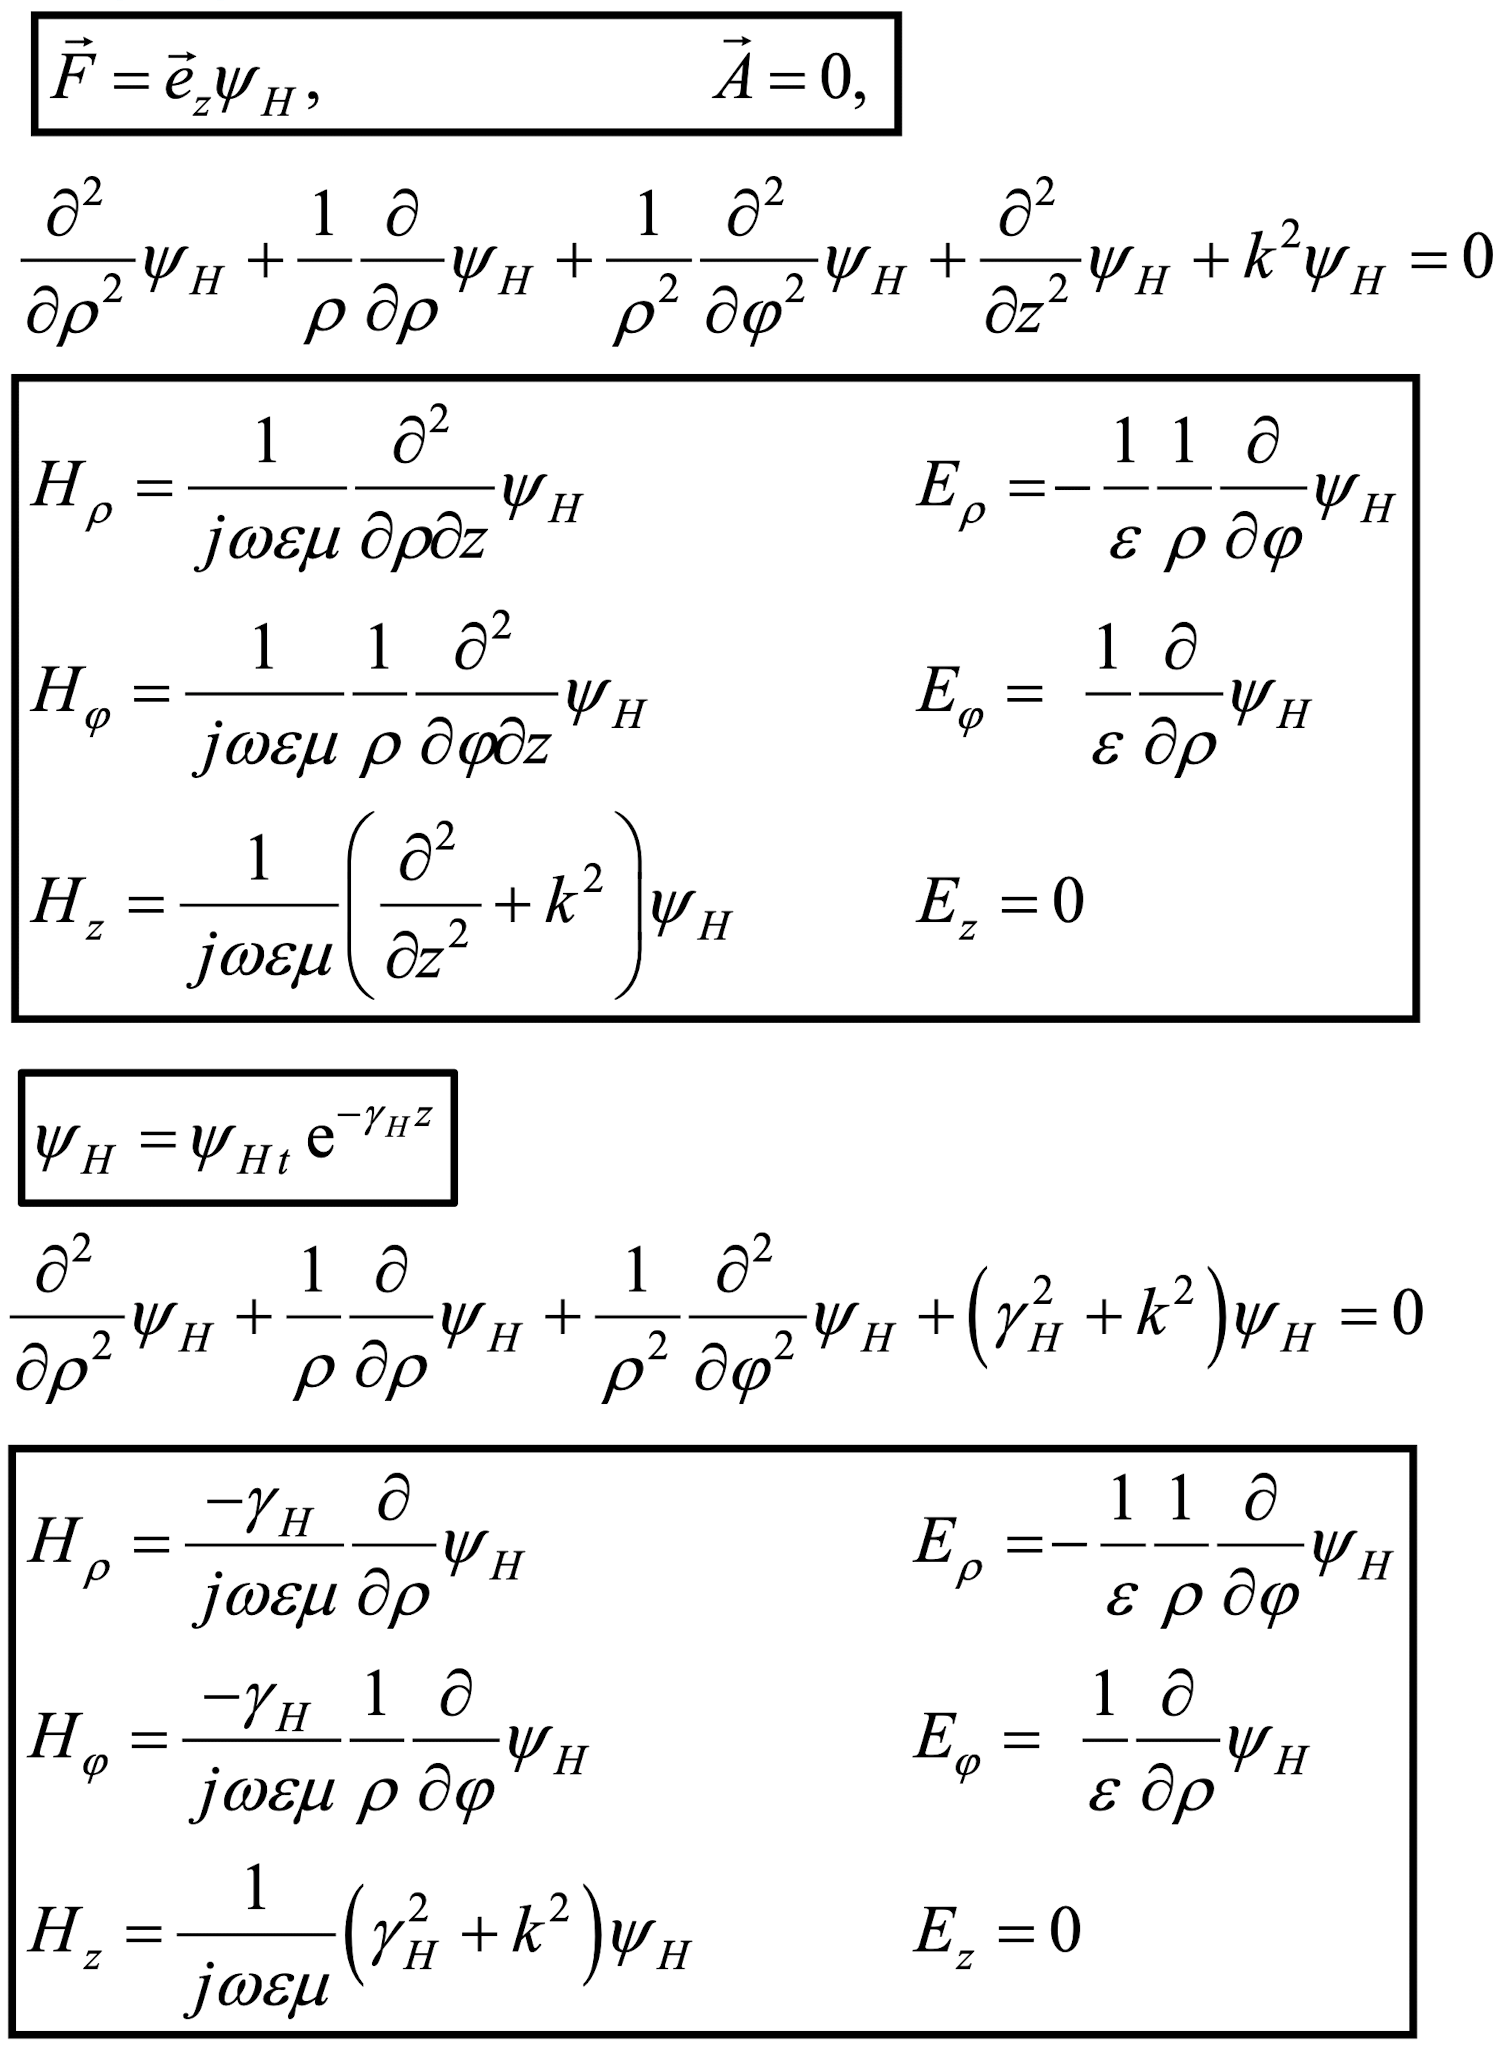 $\vec{F} = \vec{e}_z \psi_H, \qquad \vec{A} = 0,$
$\frac{\partial^2}{\partial \rho^2}\psi_H + \frac{1}{\rho}\frac{\partial}{\partial \rho}\psi_H + \frac{1}{\rho^2}\frac{\partial^2}{\partial \varphi^2}\psi_H + \frac{\partial^2}{\partial z^2}\psi_H + k^2 \psi_H = 0$
$H_\rho = \frac{1}{j\omega\varepsilon\mu}\frac{\partial^2}{\partial \rho \partial z}\psi_H \qquad E_\rho = -\frac{1}{\varepsilon}\frac{1}{\rho}\frac{\partial}{\partial \varphi}\psi_H$
$H_\varphi = \frac{1}{j\omega\varepsilon\mu}\frac{1}{\rho}\frac{\partial^2}{\partial \varphi \partial z}\psi_H \qquad E_\varphi = \frac{1}{\varepsilon}\frac{\partial}{\partial \rho}\psi_H$
$H_z = \frac{1}{j\omega\varepsilon\mu}\left(\frac{\partial^2}{\partial z^2} + k^2\right)\psi_H \qquad E_z = 0$
$\psi_H = \psi_{Ht}\, \mathrm{e}^{-\gamma_H z}$
$\frac{\partial^2}{\partial \rho^2}\psi_H + \frac{1}{\rho}\frac{\partial}{\partial \rho}\psi_H + \frac{1}{\rho^2}\frac{\partial^2}{\partial \varphi^2}\psi_H + \left(\gamma_H^2 + k^2\right)\psi_H = 0$
$H_\rho = \frac{-\gamma_H}{j\omega\varepsilon\mu}\frac{\partial}{\partial \rho}\psi_H \qquad E_\rho = -\frac{1}{\varepsilon}\frac{1}{\rho}\frac{\partial}{\partial \varphi}\psi_H$
$H_\varphi = \frac{-\gamma_H}{j\omega\varepsilon\mu}\frac{1}{\rho}\frac{\partial}{\partial \varphi}\psi_H \qquad E_\varphi = \frac{1}{\varepsilon}\frac{\partial}{\partial \rho}\psi_H$
$H_z = \frac{1}{j\omega\varepsilon\mu}\left(\gamma_H^2 + k^2\right)\psi_H \qquad E_z = 0$